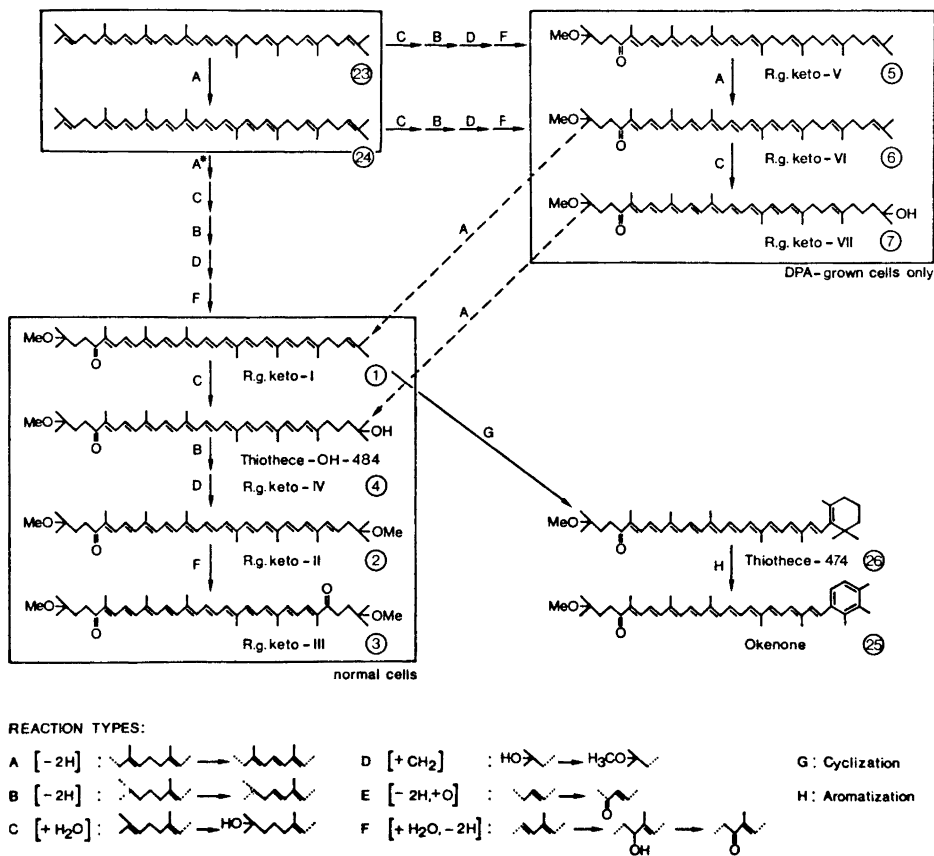 23
C B D F
MeO
O
R.g. keto-V
5
A
A
24
C B D F
MeO
O
R.g. keto-VI
6
A*
C
C
MeO
OH
O
R.g. keto-VII
7
B
A
DPA-grown cells only
D
A
F
MeO
O
R.g. keto-I
1
C
G
MeO
OH
O
Thiothece-OH-484
B
R.g. keto-IV
4
D
MeO
OMe
O
R.g. keto-II
2
MeO
O
Thiothece-474
26
F
H
O
MeO
OMe
O
R.g. keto-III
3
MeO
O
Okenone
25
normal cells
REACTION TYPES:
A [-2H] :
D [+CH₂] : HO H₃CO
G: Cyclization
B [-2H] :
E [-2H,+O] : O
H: Aromatization
C [+H₂O] : HO
F [+H₂O,-2H] : OH O